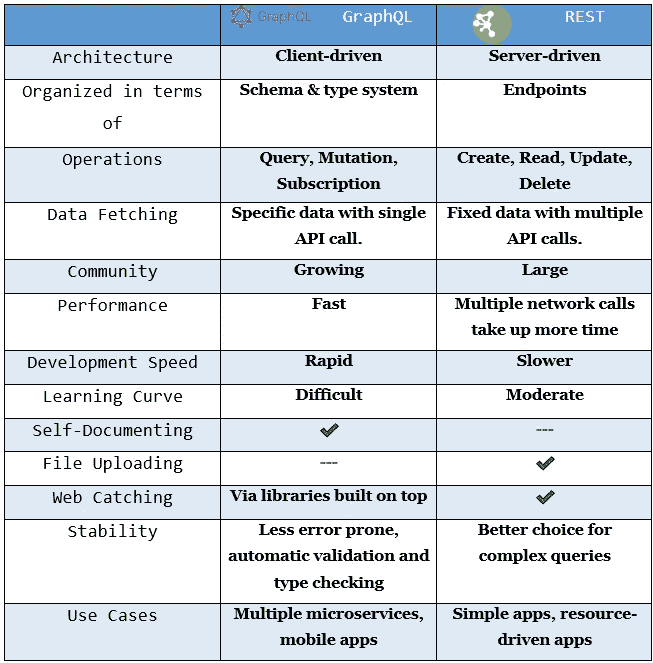 GraphQL GraphQL REST
Architecture Client-driven Server-driven
Organized in terms Schema & type system Endpoints
of
Operations Query, Mutation, Create, Read, Update,
Subscription Delete
Data Fetching Specific data with single Fixed data with multiple
API call. API calls.
Community Growing Large
Performance Fast Multiple network calls
take up more time
Development Speed Rapid Slower
Learning Curve Difficult Moderate
Self-Documenting ✔ ---
File Uploading --- ✔
Web Catching Via libraries built on top ✔
Stability Less error prone, Better choice for
automatic validation and complex queries
type checking
Use Cases Multiple microservices, Simple apps, resource-
mobile apps driven apps